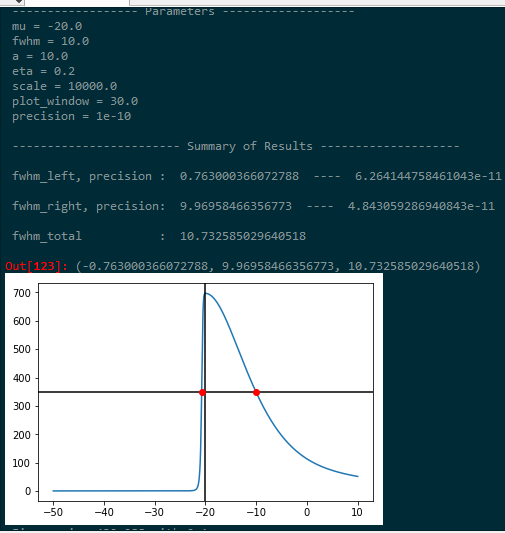 ------------------ Parameters -------------------
mu = -20.0
fwhm = 10.0
a = 10.0
eta = 0.2
scale = 10000.0
plot_window = 30.0
precision = 1e-10
------------------------ Summary of Results --------------------
fwhm_left, precision :  0.763000366072788  ----  6.264144758461043e-11
fwhm_right, precision:  9.96958466356773  ----  4.843059286940843e-11
fwhm_total           :  10.732585029640518
Out[123]: (-0.763000366072788, 9.96958466356773, 10.732585029640518)
700
600
500
400
300
200
100
0
−50 −40 −30 −20 −10 0 10